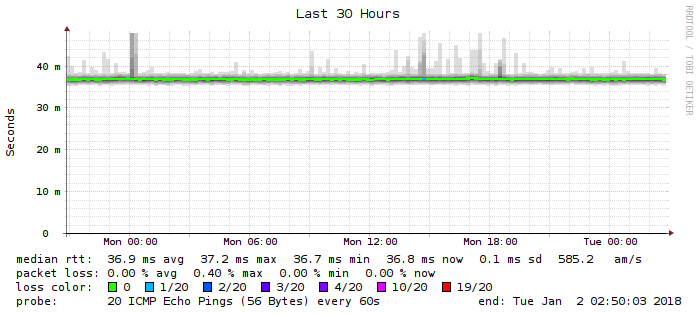 Last 30 Hours
RRDTOOL / TOBI OETIKER
Seconds
40 m
30 m
20 m
10 m
0
Mon 00:00 Mon 06:00 Mon 12:00 Mon 18:00 Tue 00:00
median rtt: 36.9 ms avg 37.2 ms max 36.7 ms min 36.8 ms now 0.1 ms sd 585.2 am/s
packet loss: 0.00 % avg 0.40 % max 0.00 % min 0.00 % now
loss color: 0 1/20 2/20 3/20 4/20 10/20 19/20
probe: 20 ICMP Echo Pings (56 Bytes) every 60s end: Tue Jan 2 02:50:03 2018